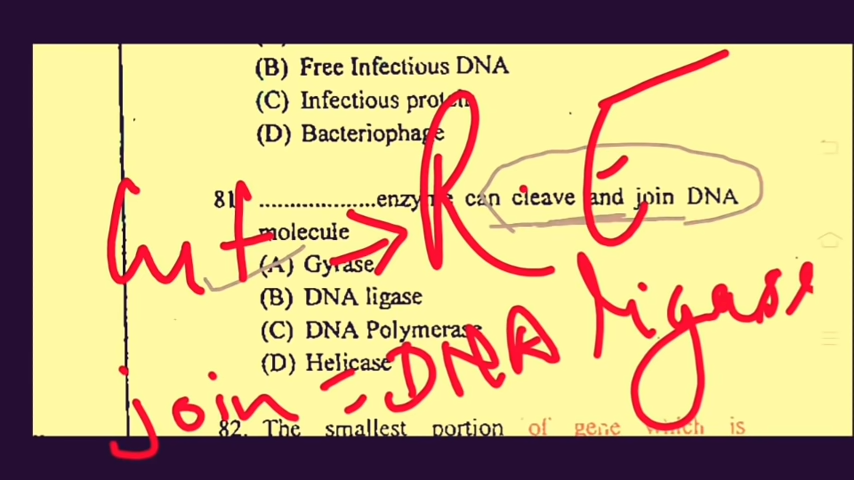 (B) Free Infectious DNA
(C) Infectious protein
(D) Bacteriophage
81. ...................enzyme can cleave and join DNA
molecule
Cut → R.E
(A) Gyrase
(B) DNA ligase
(C) DNA Polymerase
(D) Helicase
join = DNA ligase
82. The smallest portion of gene which is